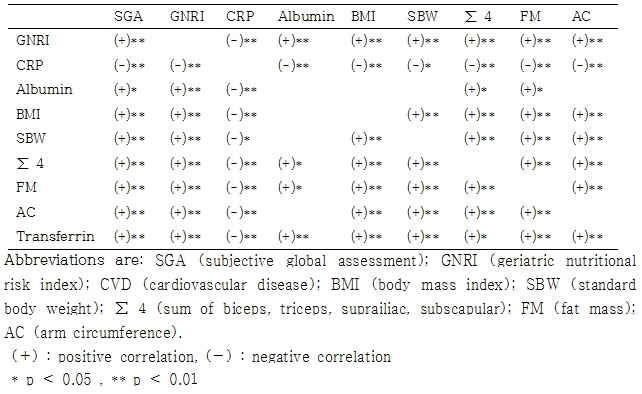 SGA GNRI CRP Albumin BMI SBW Σ 4 FM AC
GNRI (+)** (-)** (+)** (+)** (+)** (+)** (+)** (+)**
CRP (-)** (-)** (-)** (-)** (-)* (-)** (-)** (-)**
Albumin (+)* (+)** (-)** (+)* (+)*
BMI (+)** (+)** (-)** (+)** (+)** (+)** (+)**
SBW (+)** (+)** (-)* (+)** (+)** (+)** (+)**
Σ 4 (+)** (+)** (-)** (+)* (+)** (+)** (+)** (+)**
FM (+)** (+)** (-)** (+)* (+)** (+)** (+)** (+)**
AC (+)** (+)** (-)** (+)** (+)** (+)** (+)**
Transferrin (+)** (+)** (-)** (+)** (+)** (+)** (+)* (+)** (+)**
Abbreviations are: SGA (subjective global assessment); GNRI (geriatric nutritional
risk index); CVD (cardiovascular disease); BMI (body mass index); SBW (standard
body weight); Σ 4 (sum of biceps, triceps, suprailiac, subscapular); FM (fat mass);
AC (arm circumference).
(+) : positive correlation, (-) : negative correlation
* p < 0.05 , ** p < 0.01